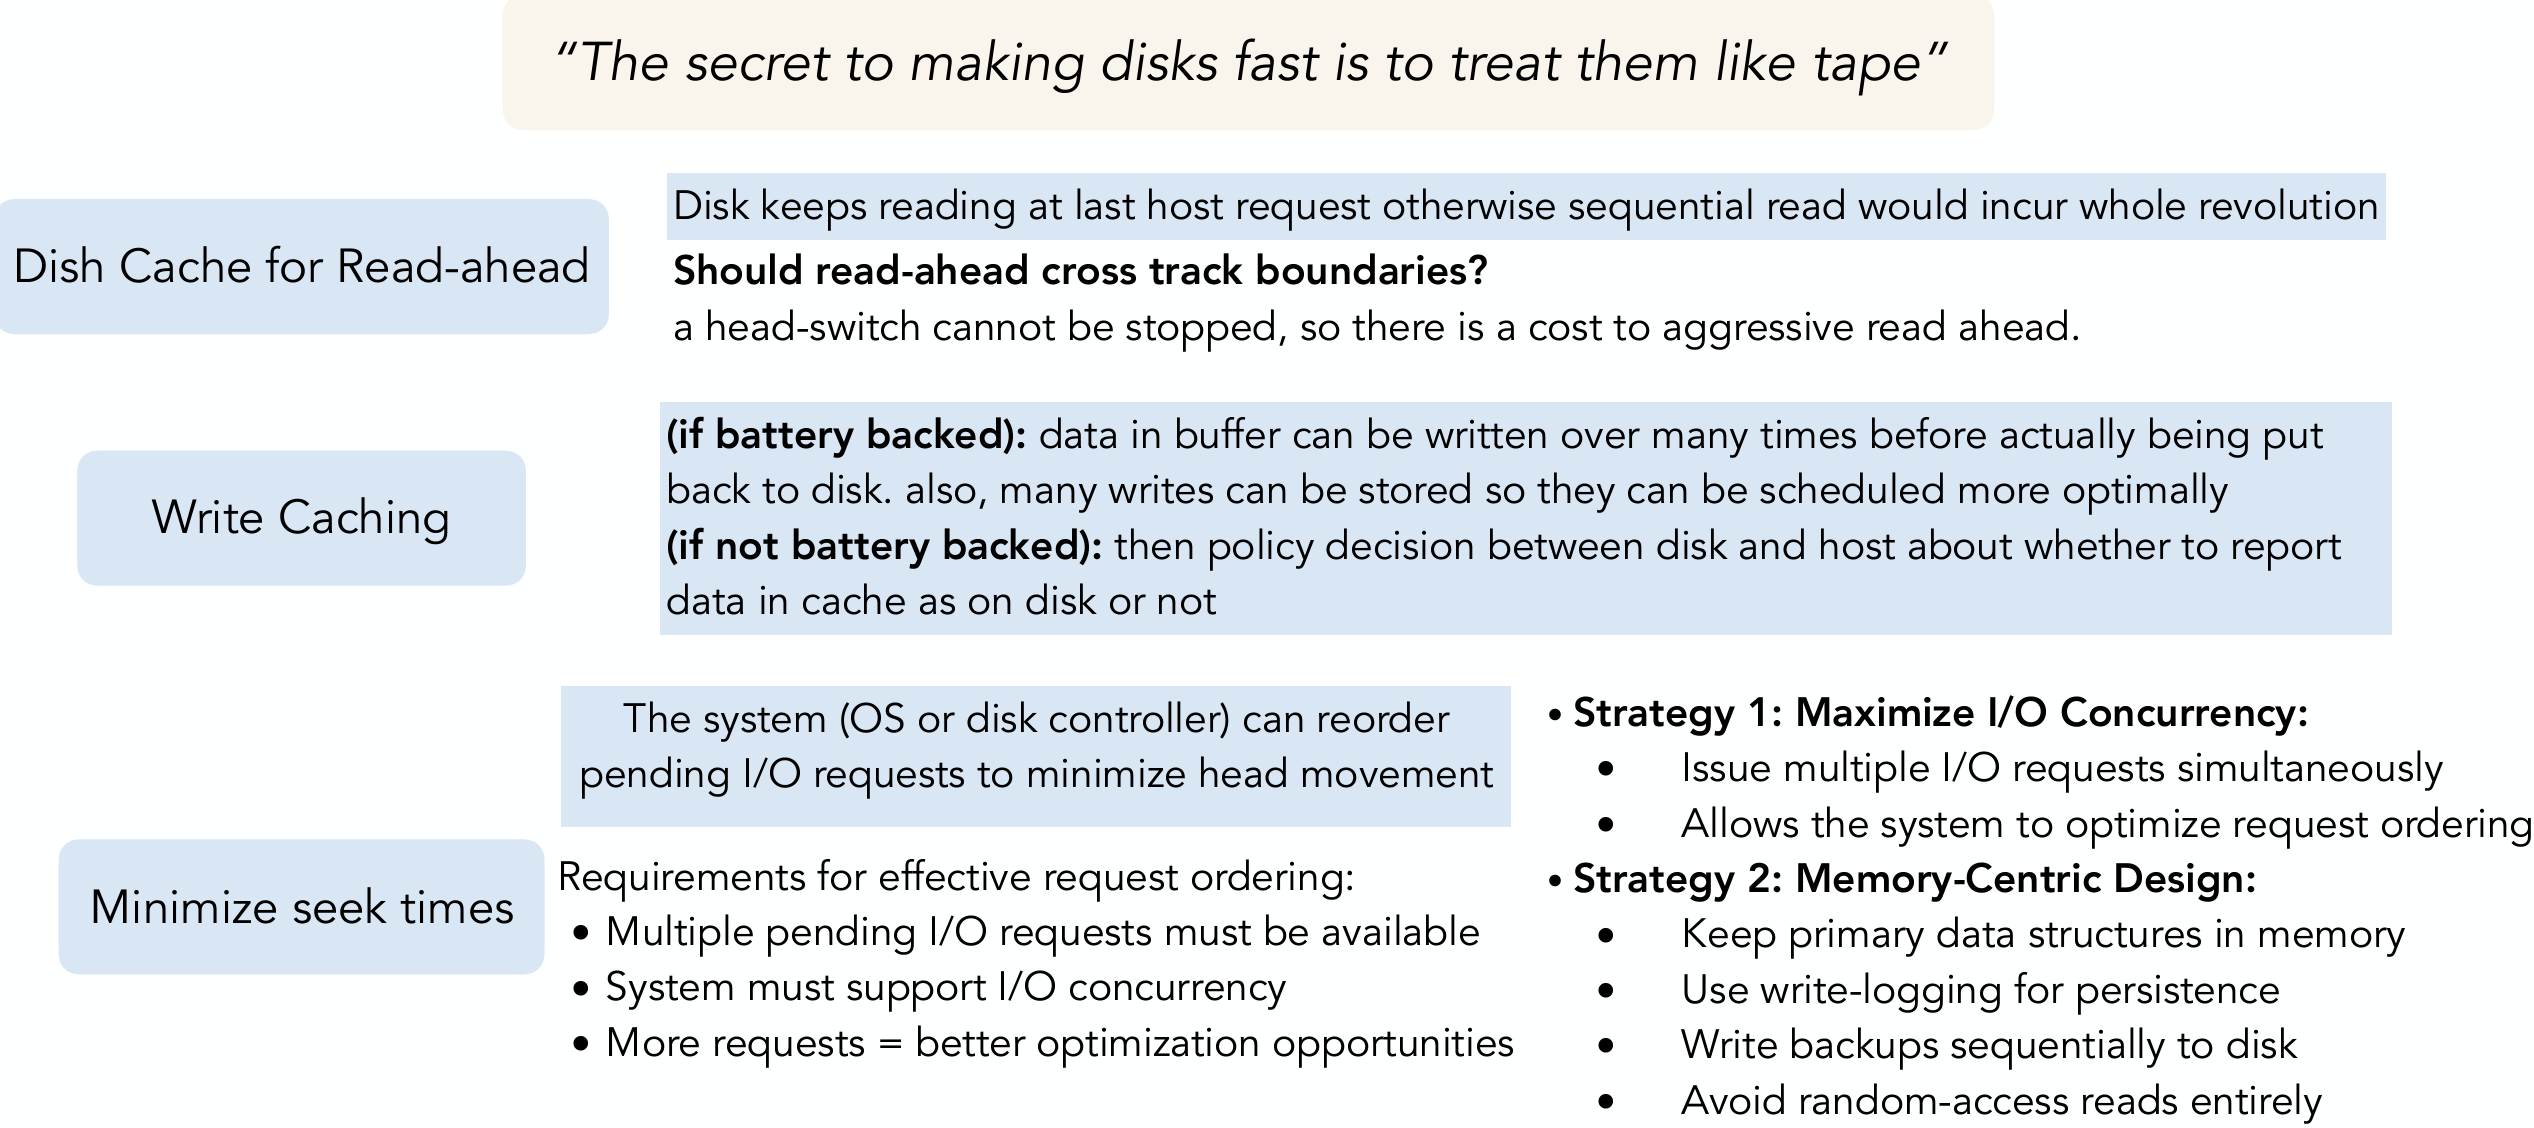 “The secret to making disks fast is to treat them like tape”
Dish Cache for Read-ahead
Disk keeps reading at last host request otherwise sequential read would incur whole revolution
Should read-ahead cross track boundaries?
a head-switch cannot be stopped, so there is a cost to aggressive read ahead.
Write Caching
(if battery backed): data in buffer can be written over many times before actually being put
back to disk. also, many writes can be stored so they can be scheduled more optimally
(if not battery backed): then policy decision between disk and host about whether to report
data in cache as on disk or not
Minimize seek times
The system (OS or disk controller) can reorder
pending I/O requests to minimize head movement
Requirements for effective request ordering:
• Multiple pending I/O requests must be available
• System must support I/O concurrency
• More requests = better optimization opportunities
• Strategy 1: Maximize I/O Concurrency:
• Issue multiple I/O requests simultaneously
• Allows the system to optimize request ordering
• Strategy 2: Memory-Centric Design:
• Keep primary data structures in memory
• Use write-logging for persistence
• Write backups sequentially to disk
• Avoid random-access reads entirely